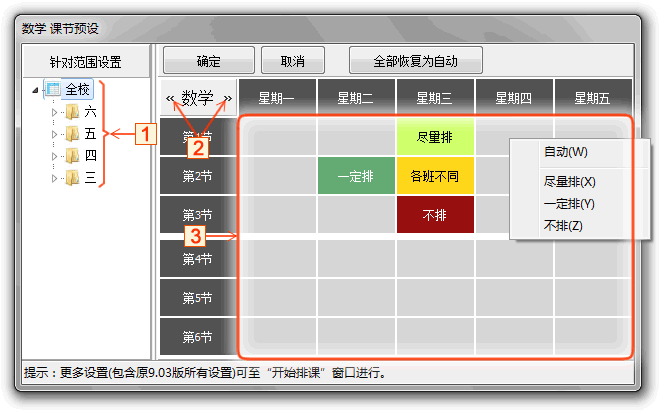 数学 课节预设
针对范围设置
确定 取消 全部恢复为自动
全校
六
五
四
三
1
« 数学 » 星期一 星期二 星期三 星期四 星期五
2
第1节 尽量排
第2节 一定排 各班不同
第3节 不排
3
第4节
第5节
第6节
自动(W)
尽量排(X)
一定排(Y)
不排(Z)
提示：更多设置(包含原9.03版所有设置)可至“开始排课”窗口进行。